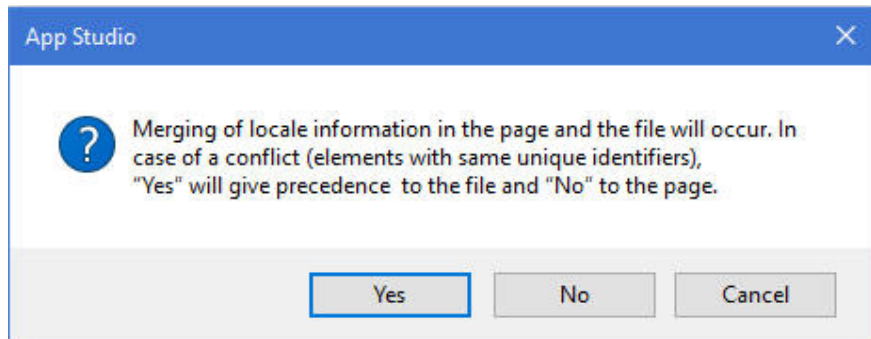 App Studio
Merging of locale information in the page and the file will occur. In
case of a conflict (elements with same unique identifiers),
“Yes” will give precedence  to the file and “No” to the page.
Yes
No
Cancel